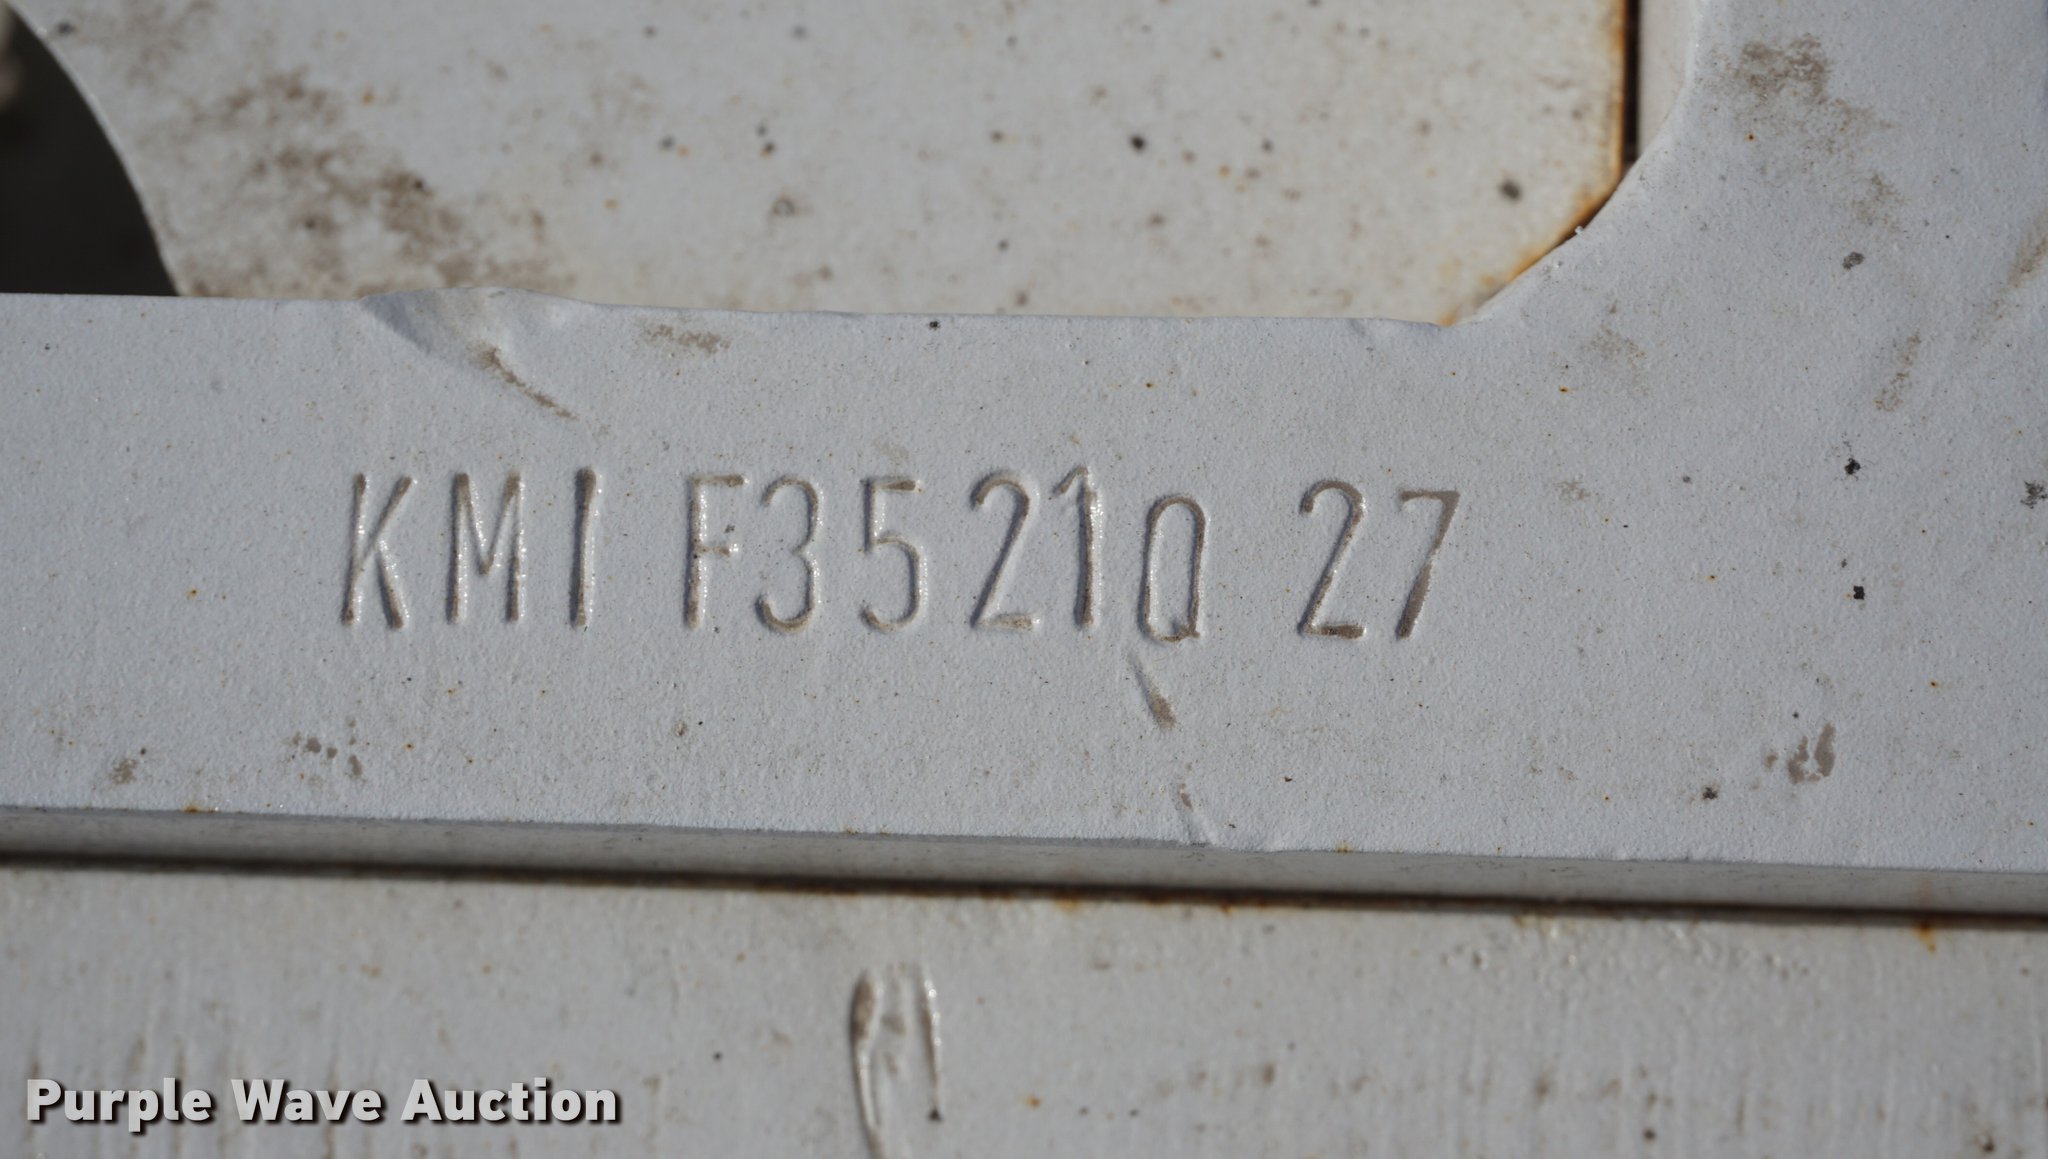 KMI F3521Q 27
Purple Wave Auction